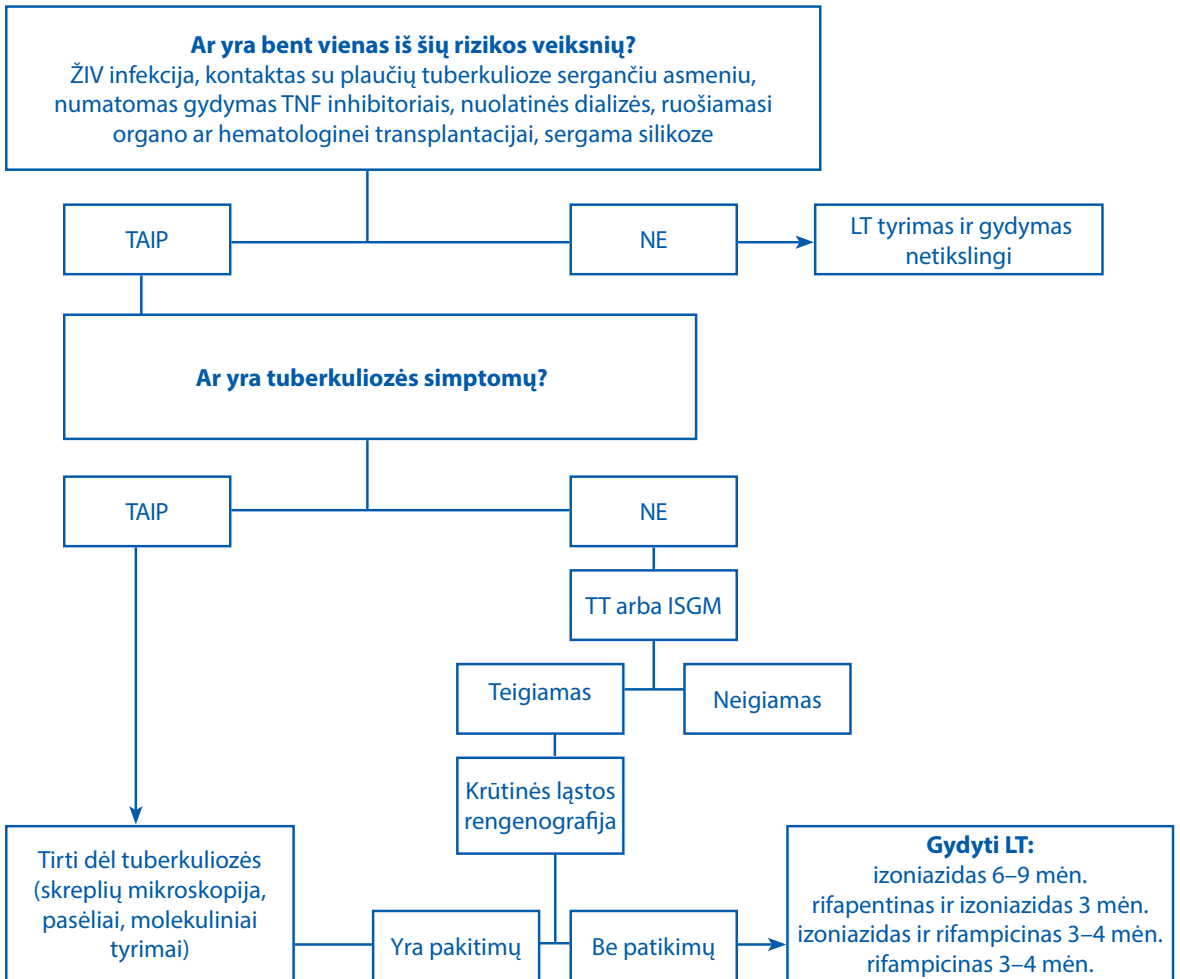 Ar yra bent vienas iš šių rizikos veiksnių?
ŽIV infekcija, kontaktas su plaučių tuberkulioze sergančiu asmeniu,
numatomas gydymas TNF inhibitoriais, nuolatinės dializės, ruošiamasi
organo ar hematologinei transplantacijai, sergama silikoze
TAIP
NE
LT tyrimas ir gydymas
netikslingi
Ar yra tuberkuliozės simptomų?
TAIP
NE
TT arba ISGM
Teigiamas
Neigiamas
Krūtinės ląstos
rengenografija
Tirti dėl tuberkuliozės
(skreplių mikroskopija,
pasėliai, molekuliniai
tyrimai)
Yra pakitimų
Be patikimų
Gydyti LT:
izoniazidas 6–9 mėn.
rifapentinas ir izoniazidas 3 mėn.
izoniazidas ir rifampicinas 3–4 mėn.
rifampicinas 3–4 mėn.